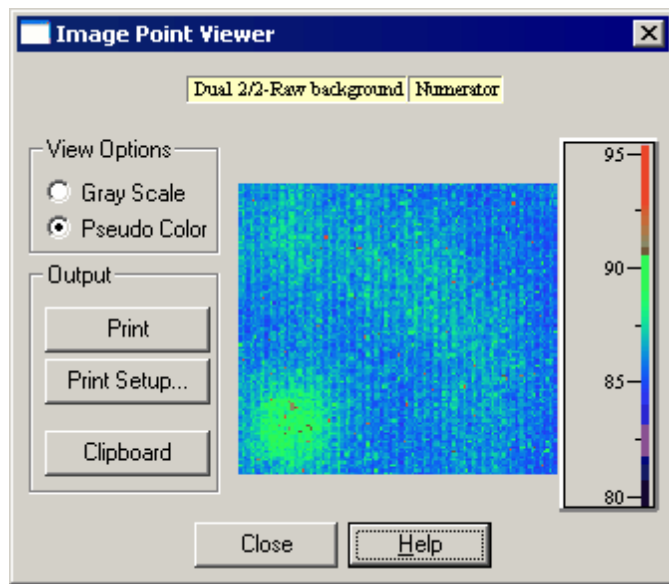 Image Point Viewer
Dual 2/2-Raw background Numerator
View Options
Gray Scale
Pseudo Color
Output
Print
Print Setup...
Clipboard
95
90
85
80
Close Help